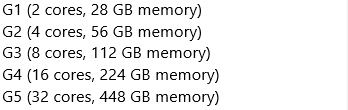 G1 (2 cores, 28 GB memory)
G2 (4 cores, 56 GB memory)
G3 (8 cores, 112 GB memory)
G4 (16 cores, 224 GB memory)
G5 (32 cores, 448 GB memory)